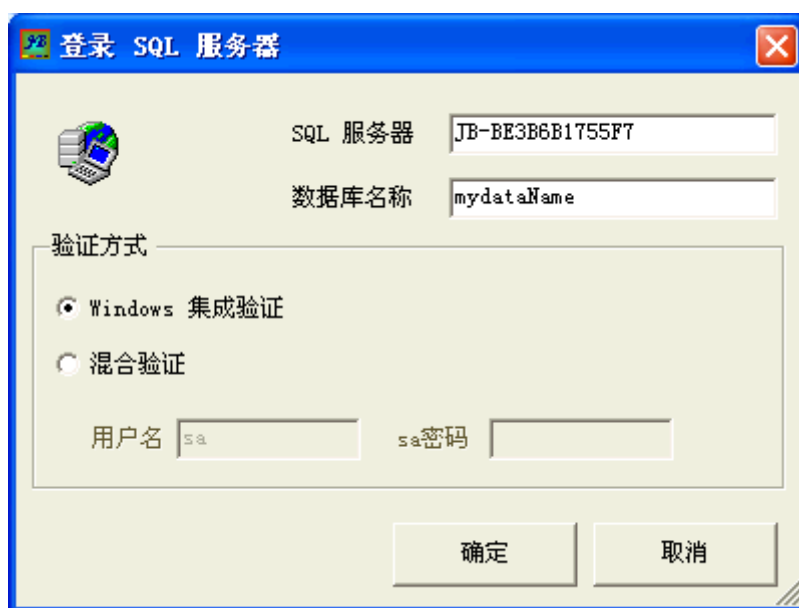 登录 SQL 服务器
SQL 服务器 JB-BE3B6B1755F7
数据库名称 mydataName
验证方式
Windows 集成验证
混合验证
用户名 sa sa密码
确定 取消